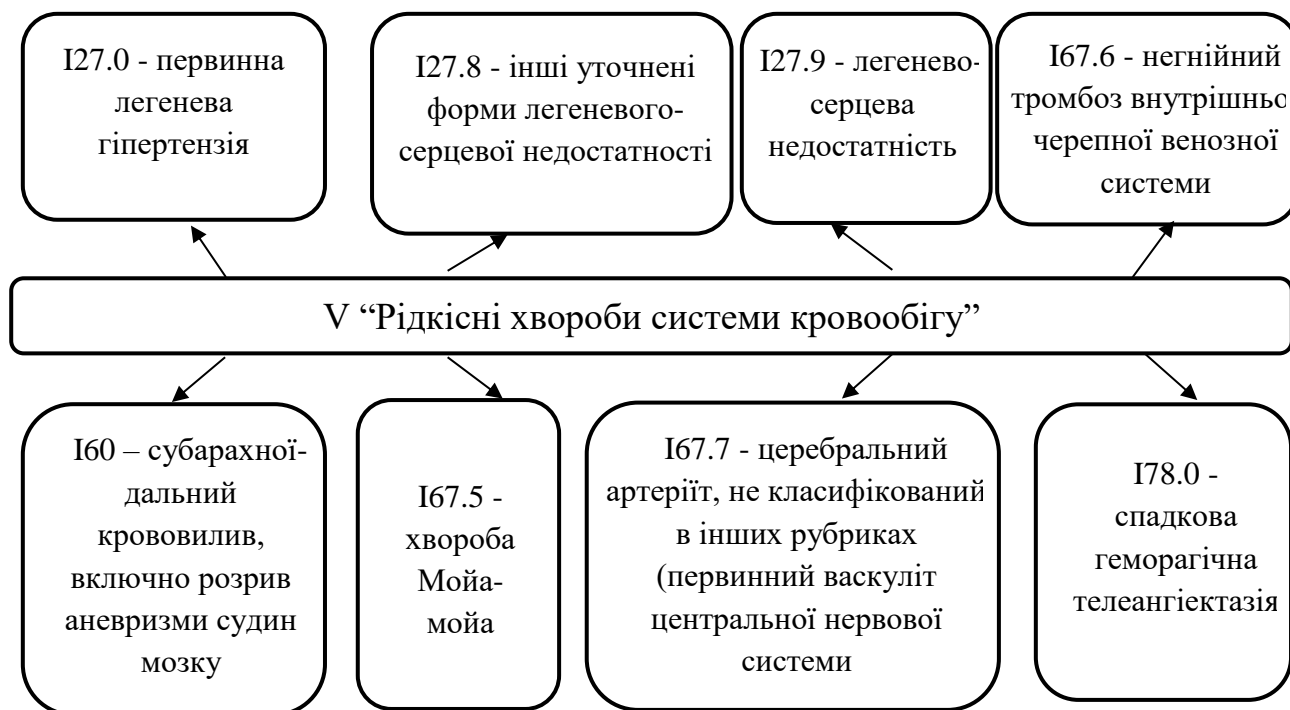 I27.0 - первинна
легенева
гіпертензія
I27.8 - інші уточнені
форми легеневого-
серцевої недостатності
I27.9 – легенево-
серцева
недостатність
I67.6 - негнійний
тромбоз внутрішньо
черепної венозної
системи
V “Рідкісні хвороби системи кровообігу”
I60 – субарахної-
дальний
крововилив,
включно розрив
аневризми судин
мозку
I67.5 -
хвороба
Мойа-
мойа
I67.7 - церебральний
артеріїт, не класифікований
в інших рубриках
(первинний васкуліт
центральної нервової
системи
I78.0 -
спадкова
геморагічна
телеангіектазія